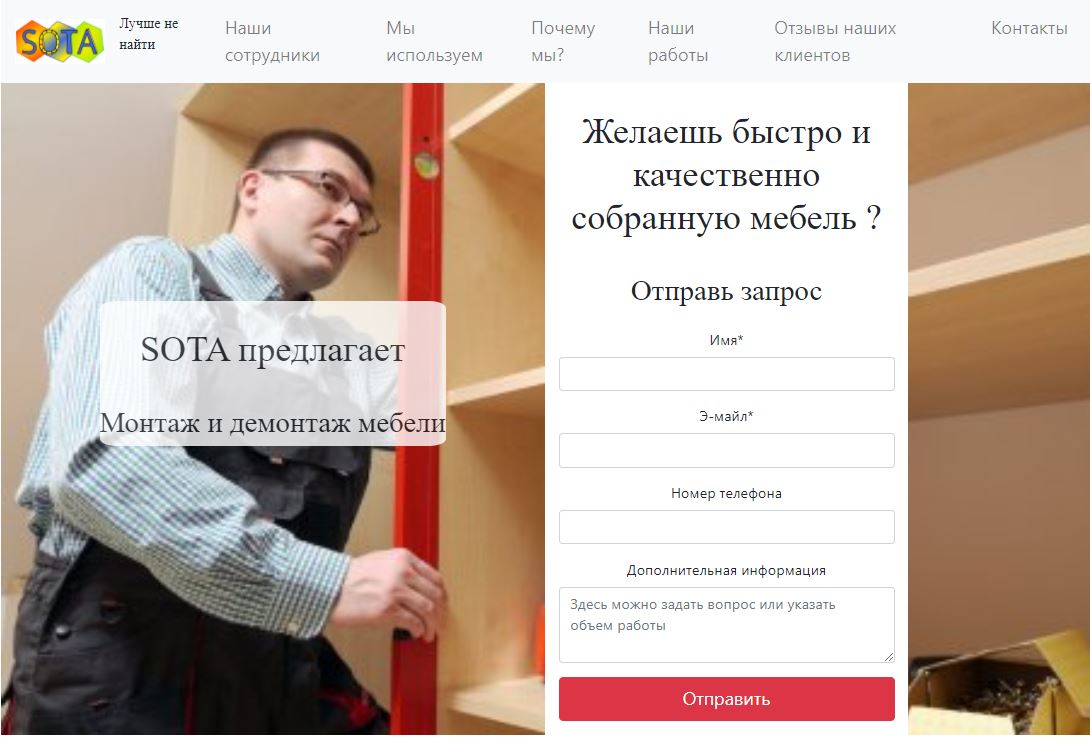 SOTA
Лучше не
найти
Наши
сотрудники
Мы
используем
Почему
мы?
Наши
работы
Отзывы наших
клиентов
Контакты
SOTA предлагает
Монтаж и демонтаж мебели
Желаешь быстро и
качественно
собранную мебель ?
Отправь запрос
Имя*
Э-майл*
Номер телефона
Дополнительная информация
Здесь можно задать вопрос или указать
объем работы
Отправить